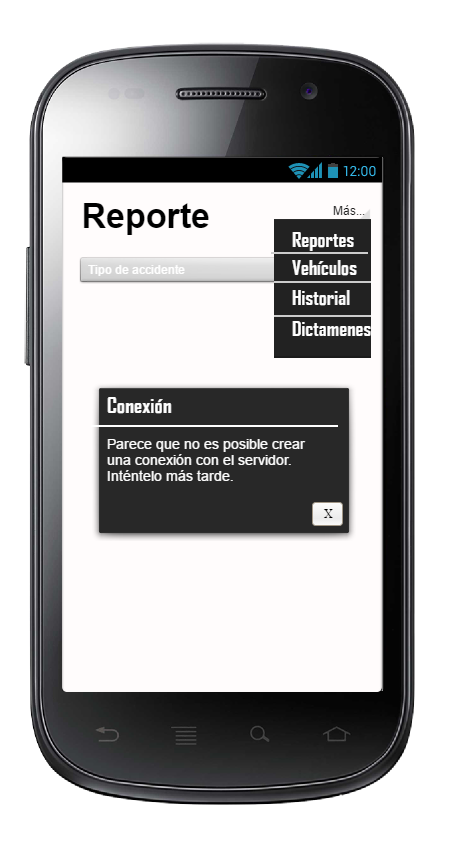 12:00
Reporte
Más...
Reportes
Tipo de accidente
Vehículos
Historial
Dictamenes
Conexión
Parece que no es posible crear
una conexión con el servidor.
Inténtelo más tarde.
X